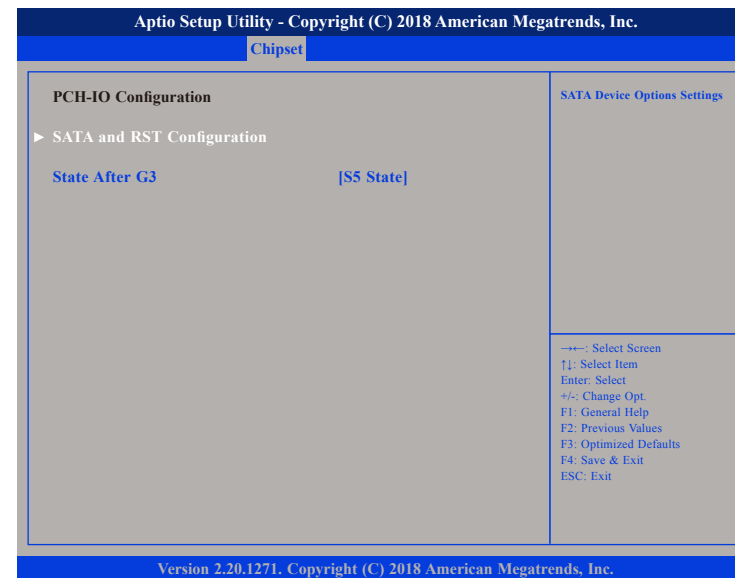 Aptio Setup Utility - Copyright (C) 2018 American Megatrends, Inc.
Chipset
PCH-IO Configuration
► SATA and RST Configuration
State After G3 [S5 State]
SATA Device Options Settings
→←: Select Screen
↑↓: Select Item
Enter: Select
+/-: Change Opt.
F1: General Help
F2: Previous Values
F3: Optimized Defaults
F4: Save & Exit
ESC: Exit
Version 2.20.1271. Copyright (C) 2018 American Megatrends, Inc.